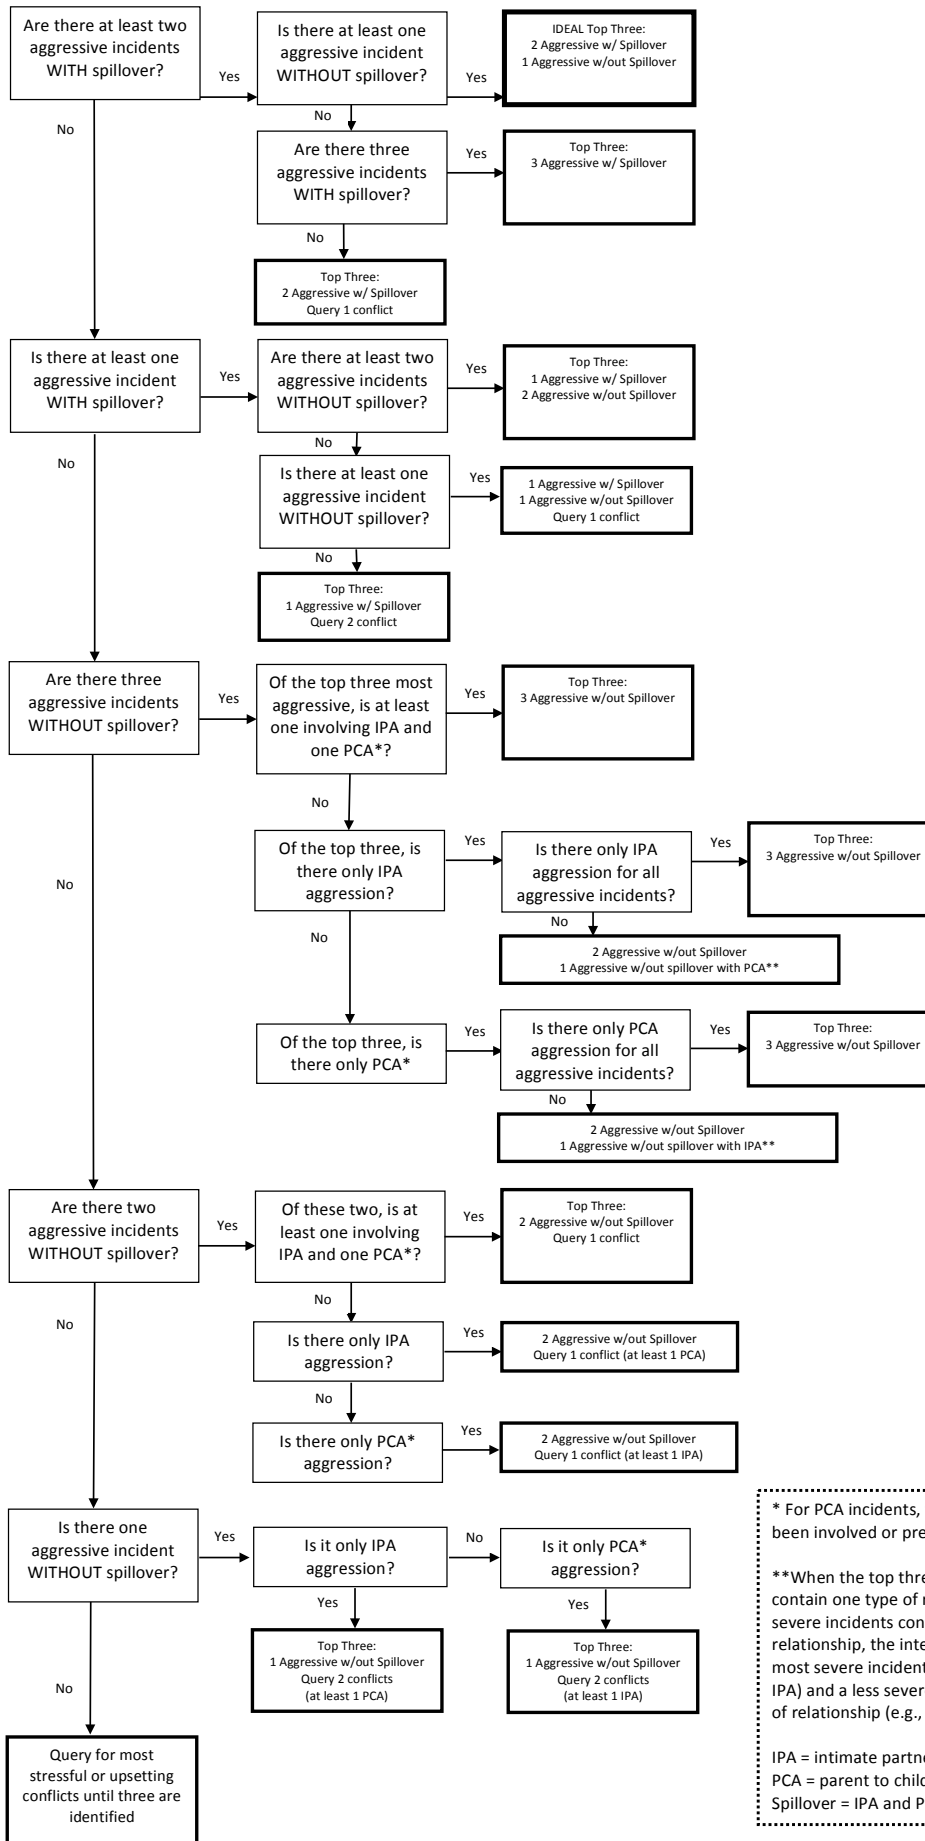 Are there at least two
aggressive incidents
WITH spillover?
Yes
Is there at least one
aggressive incident
WITHOUT spillover?
Yes
IDEAL Top Three:
2 Aggressive w/ Spillover
1 Aggressive w/out Spillover
No
No
Are there three
aggressive incidents
WITH spillover?
Yes
Top Three:
3 Aggressive w/ Spillover
No
Top Three:
2 Aggressive w/ Spillover
Query 1 conflict
Is there at least one
aggressive incident
WITH spillover?
Yes
Are there at least two
aggressive incidents
WITHOUT spillover?
Yes
Top Three:
1 Aggressive w/ Spillover
2 Aggressive w/out Spillover
No
No
Is there at least one
aggressive incident
WITHOUT spillover?
Yes
1 Aggressive w/ Spillover
1 Aggressive w/out Spillover
Query 1 conflict
No
Top Three:
1 Aggressive w/ Spillover
Query 2 conflict
Are there three
aggressive incidents
WITHOUT spillover?
Yes
Of the top three most
aggressive, is at least
one involving IPA and
one PCA*?
Yes
Top Three:
3 Aggressive w/out Spillover
No
No
Of the top three, is
there only IPA
aggression?
Yes
Is there only IPA
aggression for all
aggressive incidents?
Yes
Top Three:
3 Aggressive w/out Spillover
No
2 Aggressive w/out Spillover
1 Aggressive w/out spillover with PCA**
No
Of the top three, is
there only PCA*
Yes
Is there only PCA
aggression for all
aggressive incidents?
Yes
Top Three:
3 Aggressive w/out Spillover
No
2 Aggressive w/out Spillover
1 Aggressive w/out spillover with IPA**
Are there two
aggressive incidents
WITHOUT spillover?
Yes
Of these two, is at
least one involving
IPA and one PCA*?
Yes
Top Three:
2 Aggressive w/out Spillover
Query 1 conflict
No
No
Is there only IPA
aggression?
Yes
2 Aggressive w/out Spillover
Query 1 conflict (at least 1 PCA)
No
Is there only PCA*
aggression?
Yes
2 Aggressive w/out Spillover
Query 1 conflict (at least 1 IPA)
Is there one
aggressive incident
WITHOUT spillover?
Yes
Is it only IPA
aggression?
No
Is it only PCA*
aggression?
Yes
Top Three:
1 Aggressive w/out Spillover
Query 2 conflicts
(at least 1 PCA)
Yes
Top Three:
1 Aggressive w/out Spillover
Query 2 conflicts
(at least 1 IPA)
No
Query for most
stressful or upsetting
conflicts until three are
identified
* For PCA incidents,
been involved or pre
**When the top thre
contain one type of r
severe incidents con
relationship, the inte
most severe incident
IPA) and a less severe
of relationship (e.g.,
IPA = intimate partne
PCA = parent to child
Spillover = IPA and P